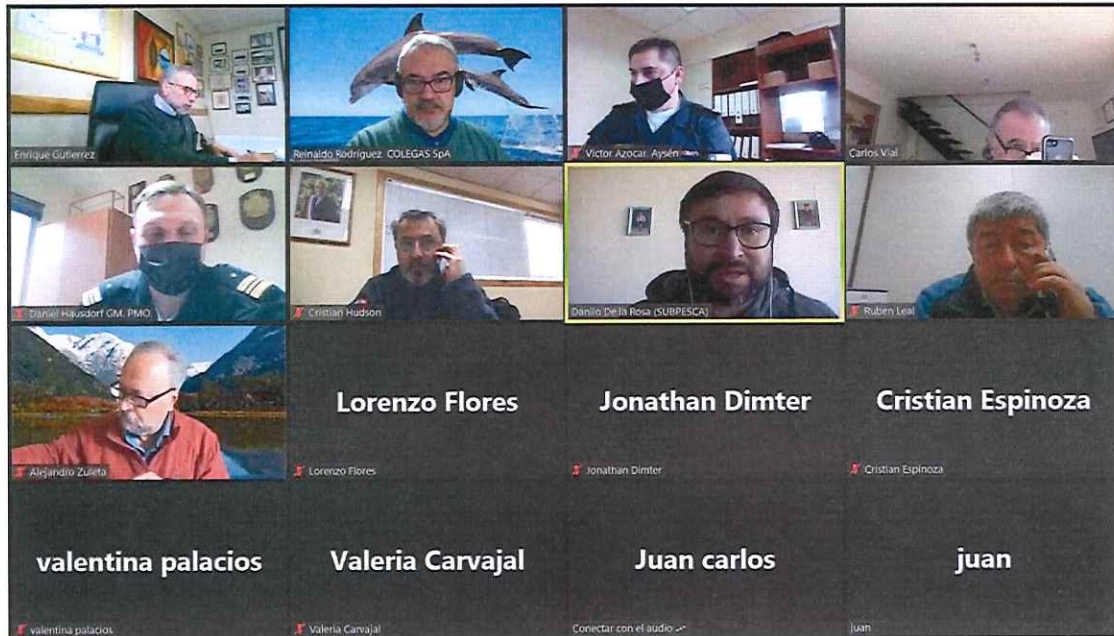 Enrique Gutierrez
Reinaldo Rodriguez COLEGAS SpA
Victor Azocar. Aysén
Carlos Vial
Daniel Hausdorf GM. PMO
Cristian Hudson
Danilo De la Rosa (SUBPESCA)
Ruben Leal
Alejandro Zuleta
Lorenzo Flores
Lorenzo Flores
Jonathan Dimter
Jonathan Dimter
Cristian Espinoza
Cristian Espinoza
valentina palacios
valentina palacios
Valeria Carvajal
Valeria Carvajal
Juan carlos
Conectar con el audio
juan
juan